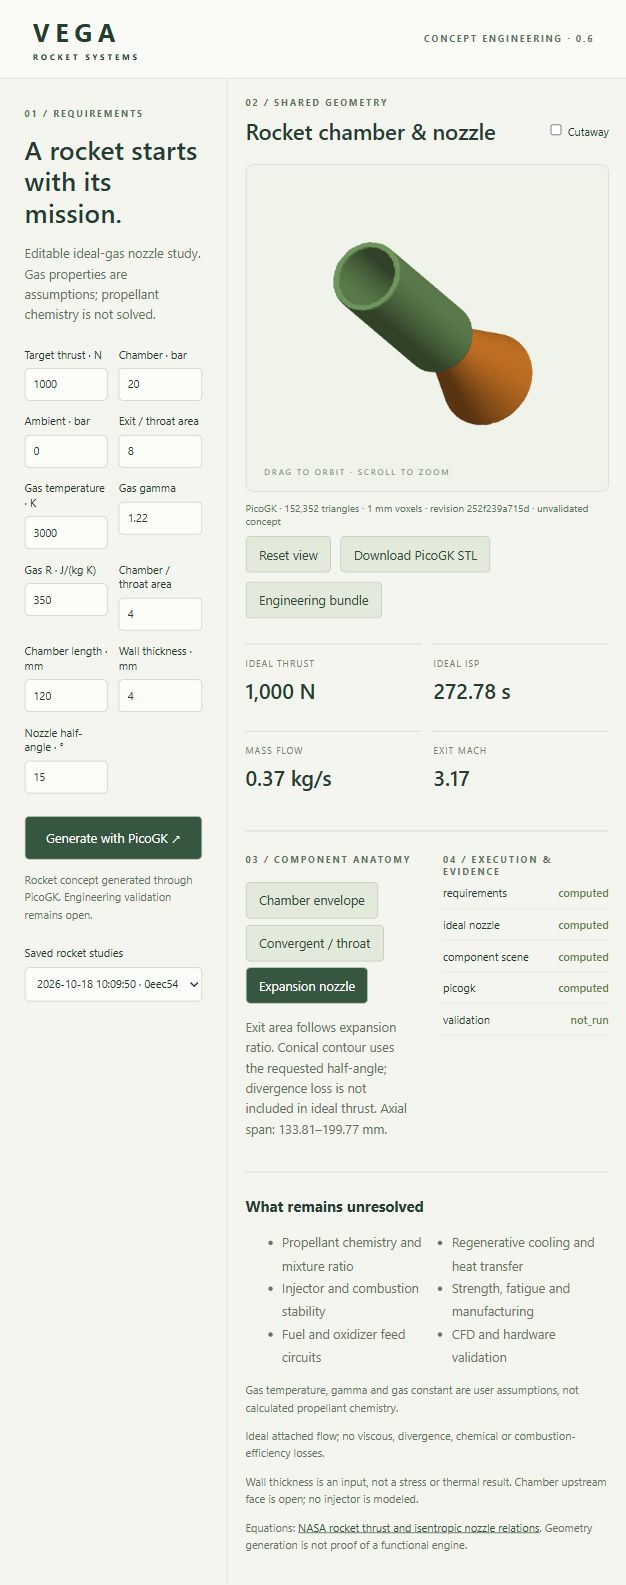 VEGA
ROCKET SYSTEMS
CONCEPT ENGINEERING · 0.6
01 / REQUIREMENTS
A rocket starts
with its
mission.
Editable ideal-gas nozzle study.
Gas properties are
assumptions; propellant
chemistry is not solved.
Target thrust · N
Chamber · bar
1000
20
Ambient · bar
Exit / throat area
0
8
Gas temperature
· K
Gas gamma
3000
1.22
Gas R · J/(kg K)
Chamber /
throat area
350
4
Chamber length ·
mm
Wall thickness ·
mm
120
4
Nozzle half-
angle · °
15
Generate with PicoGK ↗
Rocket concept generated through
PicoGK. Engineering validation
remains open.
Saved rocket studies
2026-10-18 10:09:50 · 0eec54
02 / SHARED GEOMETRY
Rocket chamber & nozzle
Cutaway
DRAG TO ORBIT · SCROLL TO ZOOM
PicoGK · 152,352 triangles · 1 mm voxels · revision 252f239a715d · unvalidated
concept
Reset view
Download PicoGK STL
Engineering bundle
IDEAL THRUST
1,000 N
IDEAL ISP
272.78 s
MASS FLOW
0.37 kg/s
EXIT MACH
3.17
03 / COMPONENT ANATOMY
Chamber envelope
Convergent / throat
Expansion nozzle
Exit area follows expansion
ratio. Conical contour uses
the requested half-angle;
divergence loss is not
included in ideal thrust. Axial
span: 133.81–199.77 mm.
04 / EXECUTION &
EVIDENCE
requirements computed
ideal nozzle computed
component scene computed
picogk computed
validation not_run
What remains unresolved
• Propellant chemistry and
mixture ratio
• Regenerative cooling and
heat transfer
• Injector and combustion
stability
• Strength, fatigue and
manufacturing
• Fuel and oxidizer feed
circuits
• CFD and hardware
validation
Gas temperature, gamma and gas constant are user assumptions, not
calculated propellant chemistry.
Ideal attached flow; no viscous, divergence, chemical or combustion-
efficiency losses.
Wall thickness is an input, not a stress or thermal result. Chamber upstream
face is open; no injector is modeled.
Equations: NASA rocket thrust and isentropic nozzle relations. Geometry
generation is not proof of a functional engine.